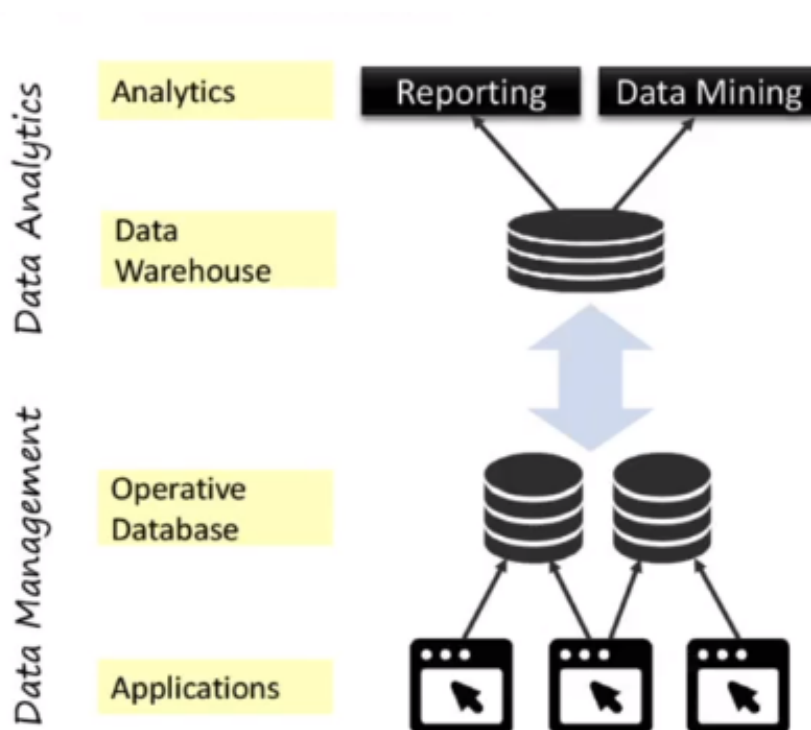 Data Analytics
Analytics
Reporting
Data Mining
Data
Warehouse
Data Management
Operative
Database
Applications